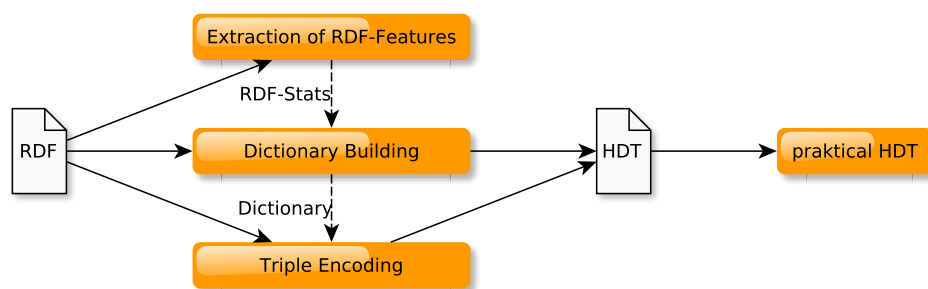 Extraction of RDF-Features
RDF-Stats
RDF
Dictionary Building
HDT
praktical HDT
Dictionary
Triple Encoding